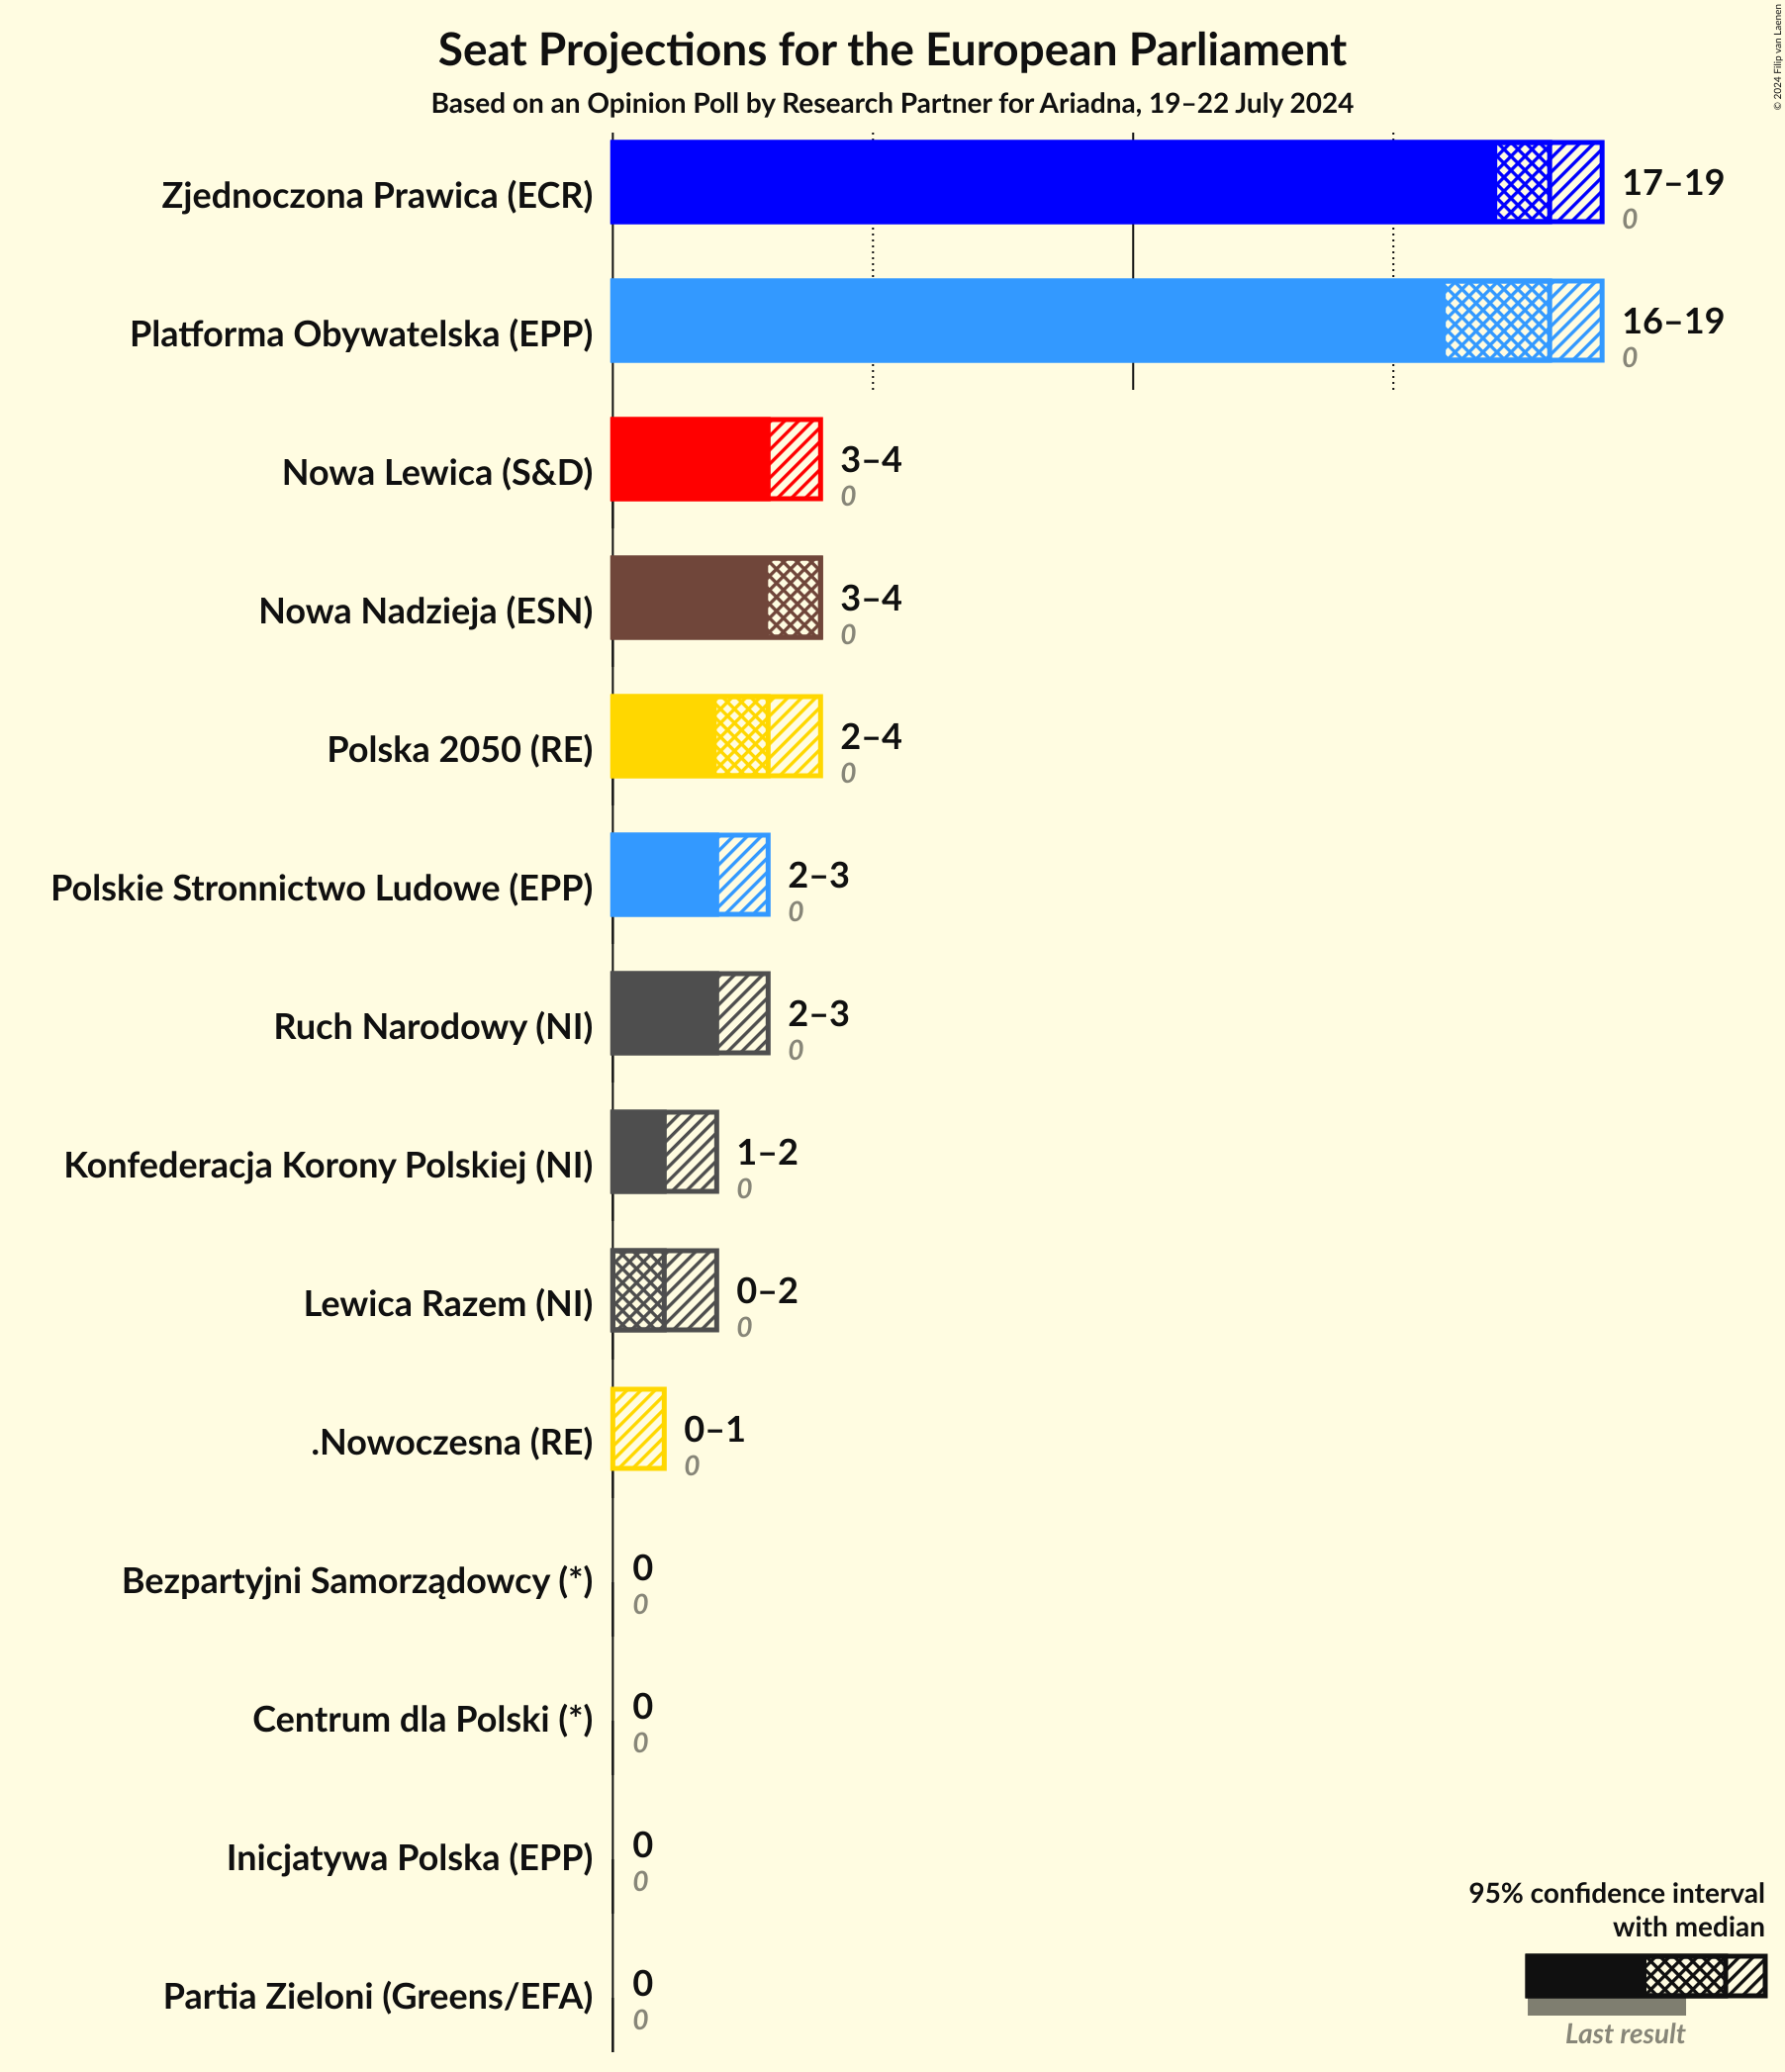 Seat Projections for the European Parliament
Based on an Opinion Poll by Research Partner for Ariadna, 19–22 July 2024
© 2024 Filip van Laenen
Zjednoczona Prawica (ECR)
17–19
0
Platforma Obywatelska (EPP)
16–19
0
Nowa Lewica (S&D)
3–4
0
Nowa Nadzieja (ESN)
3–4
0
Polska 2050 (RE)
2–4
0
Polskie Stronnictwo Ludowe (EPP)
2–3
0
Ruch Narodowy (NI)
2–3
0
Konfederacja Korony Polskiej (NI)
1–2
0
Lewica Razem (NI)
0–2
0
.Nowoczesna (RE)
0–1
0
Bezpartyjni Samorządowcy (*)
0
0
Centrum dla Polski (*)
0
0
Inicjatywa Polska (EPP)
0
0
Partia Zieloni (Greens/EFA)
0
0
95% confidence interval
with median
Last result